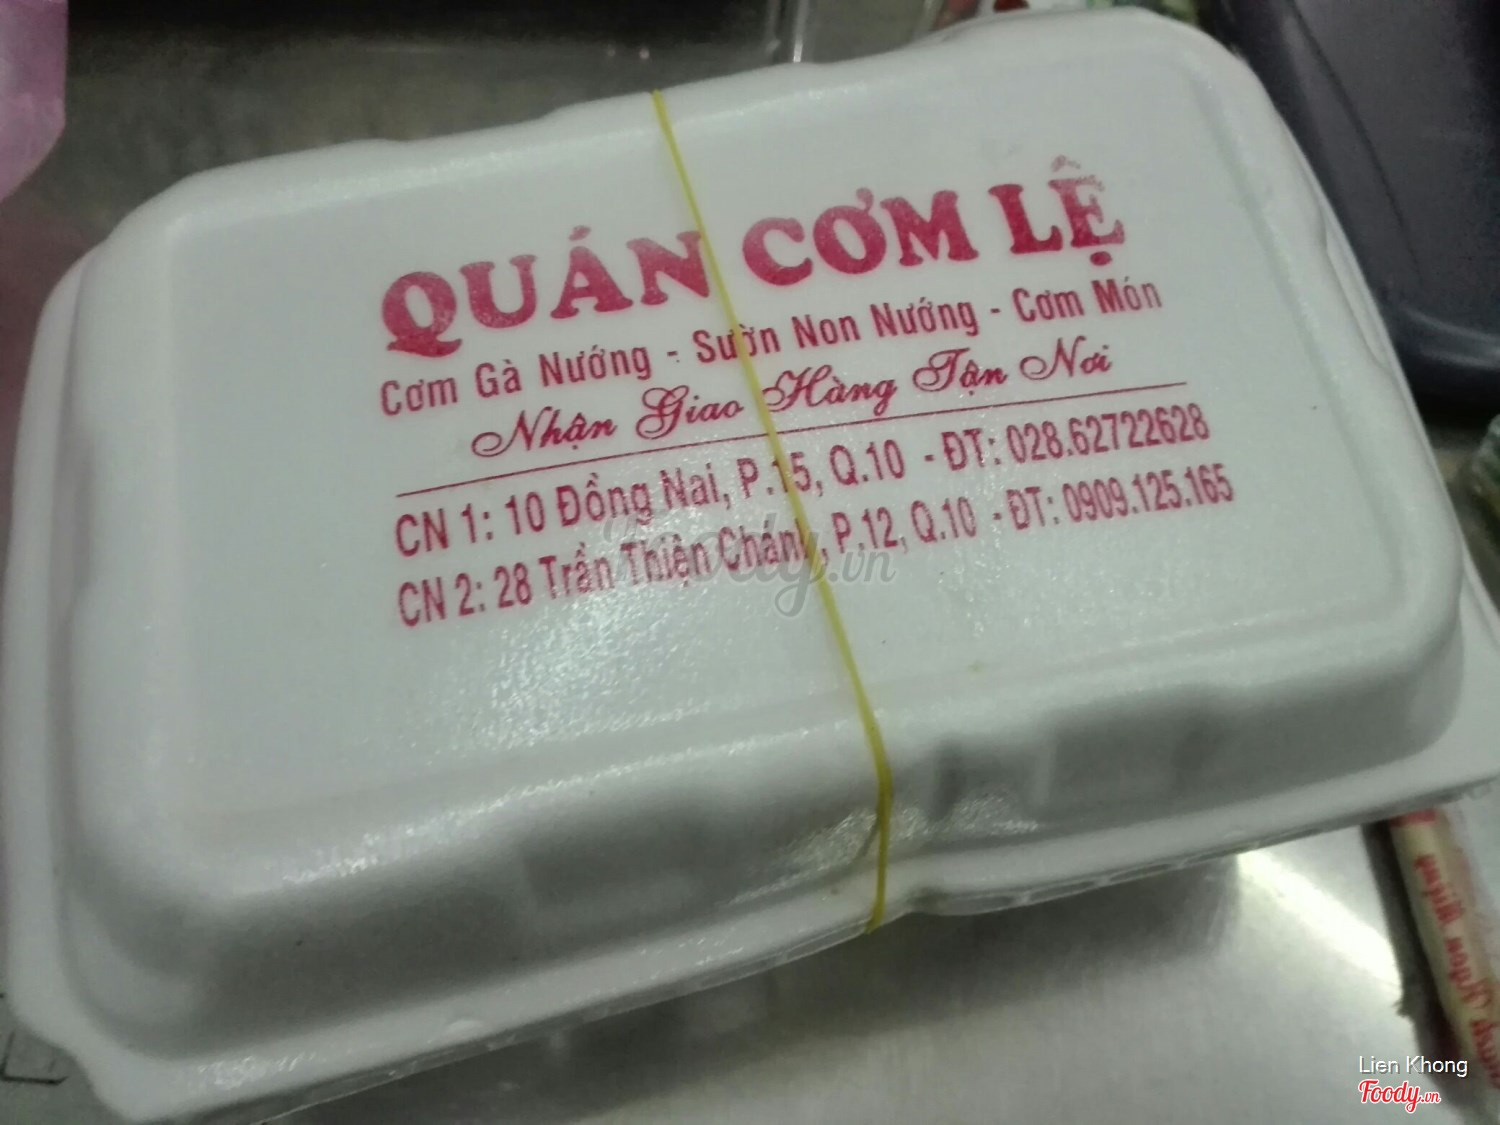 QUÁN CƠM LỆ
Cơm Gà Nướng - Sườn Non Nướng - Cơm Món
Nhận Giao Hàng Tận Nơi
CN 1: 10 Đồng Nai, P.15, Q.10 - ĐT: 028.62722628
CN 2: 28 Trần Thiện Chánh, P.12, Q.10 - ĐT: 0909.125.165
Foody.vn
Lien Khong
Foody.vn